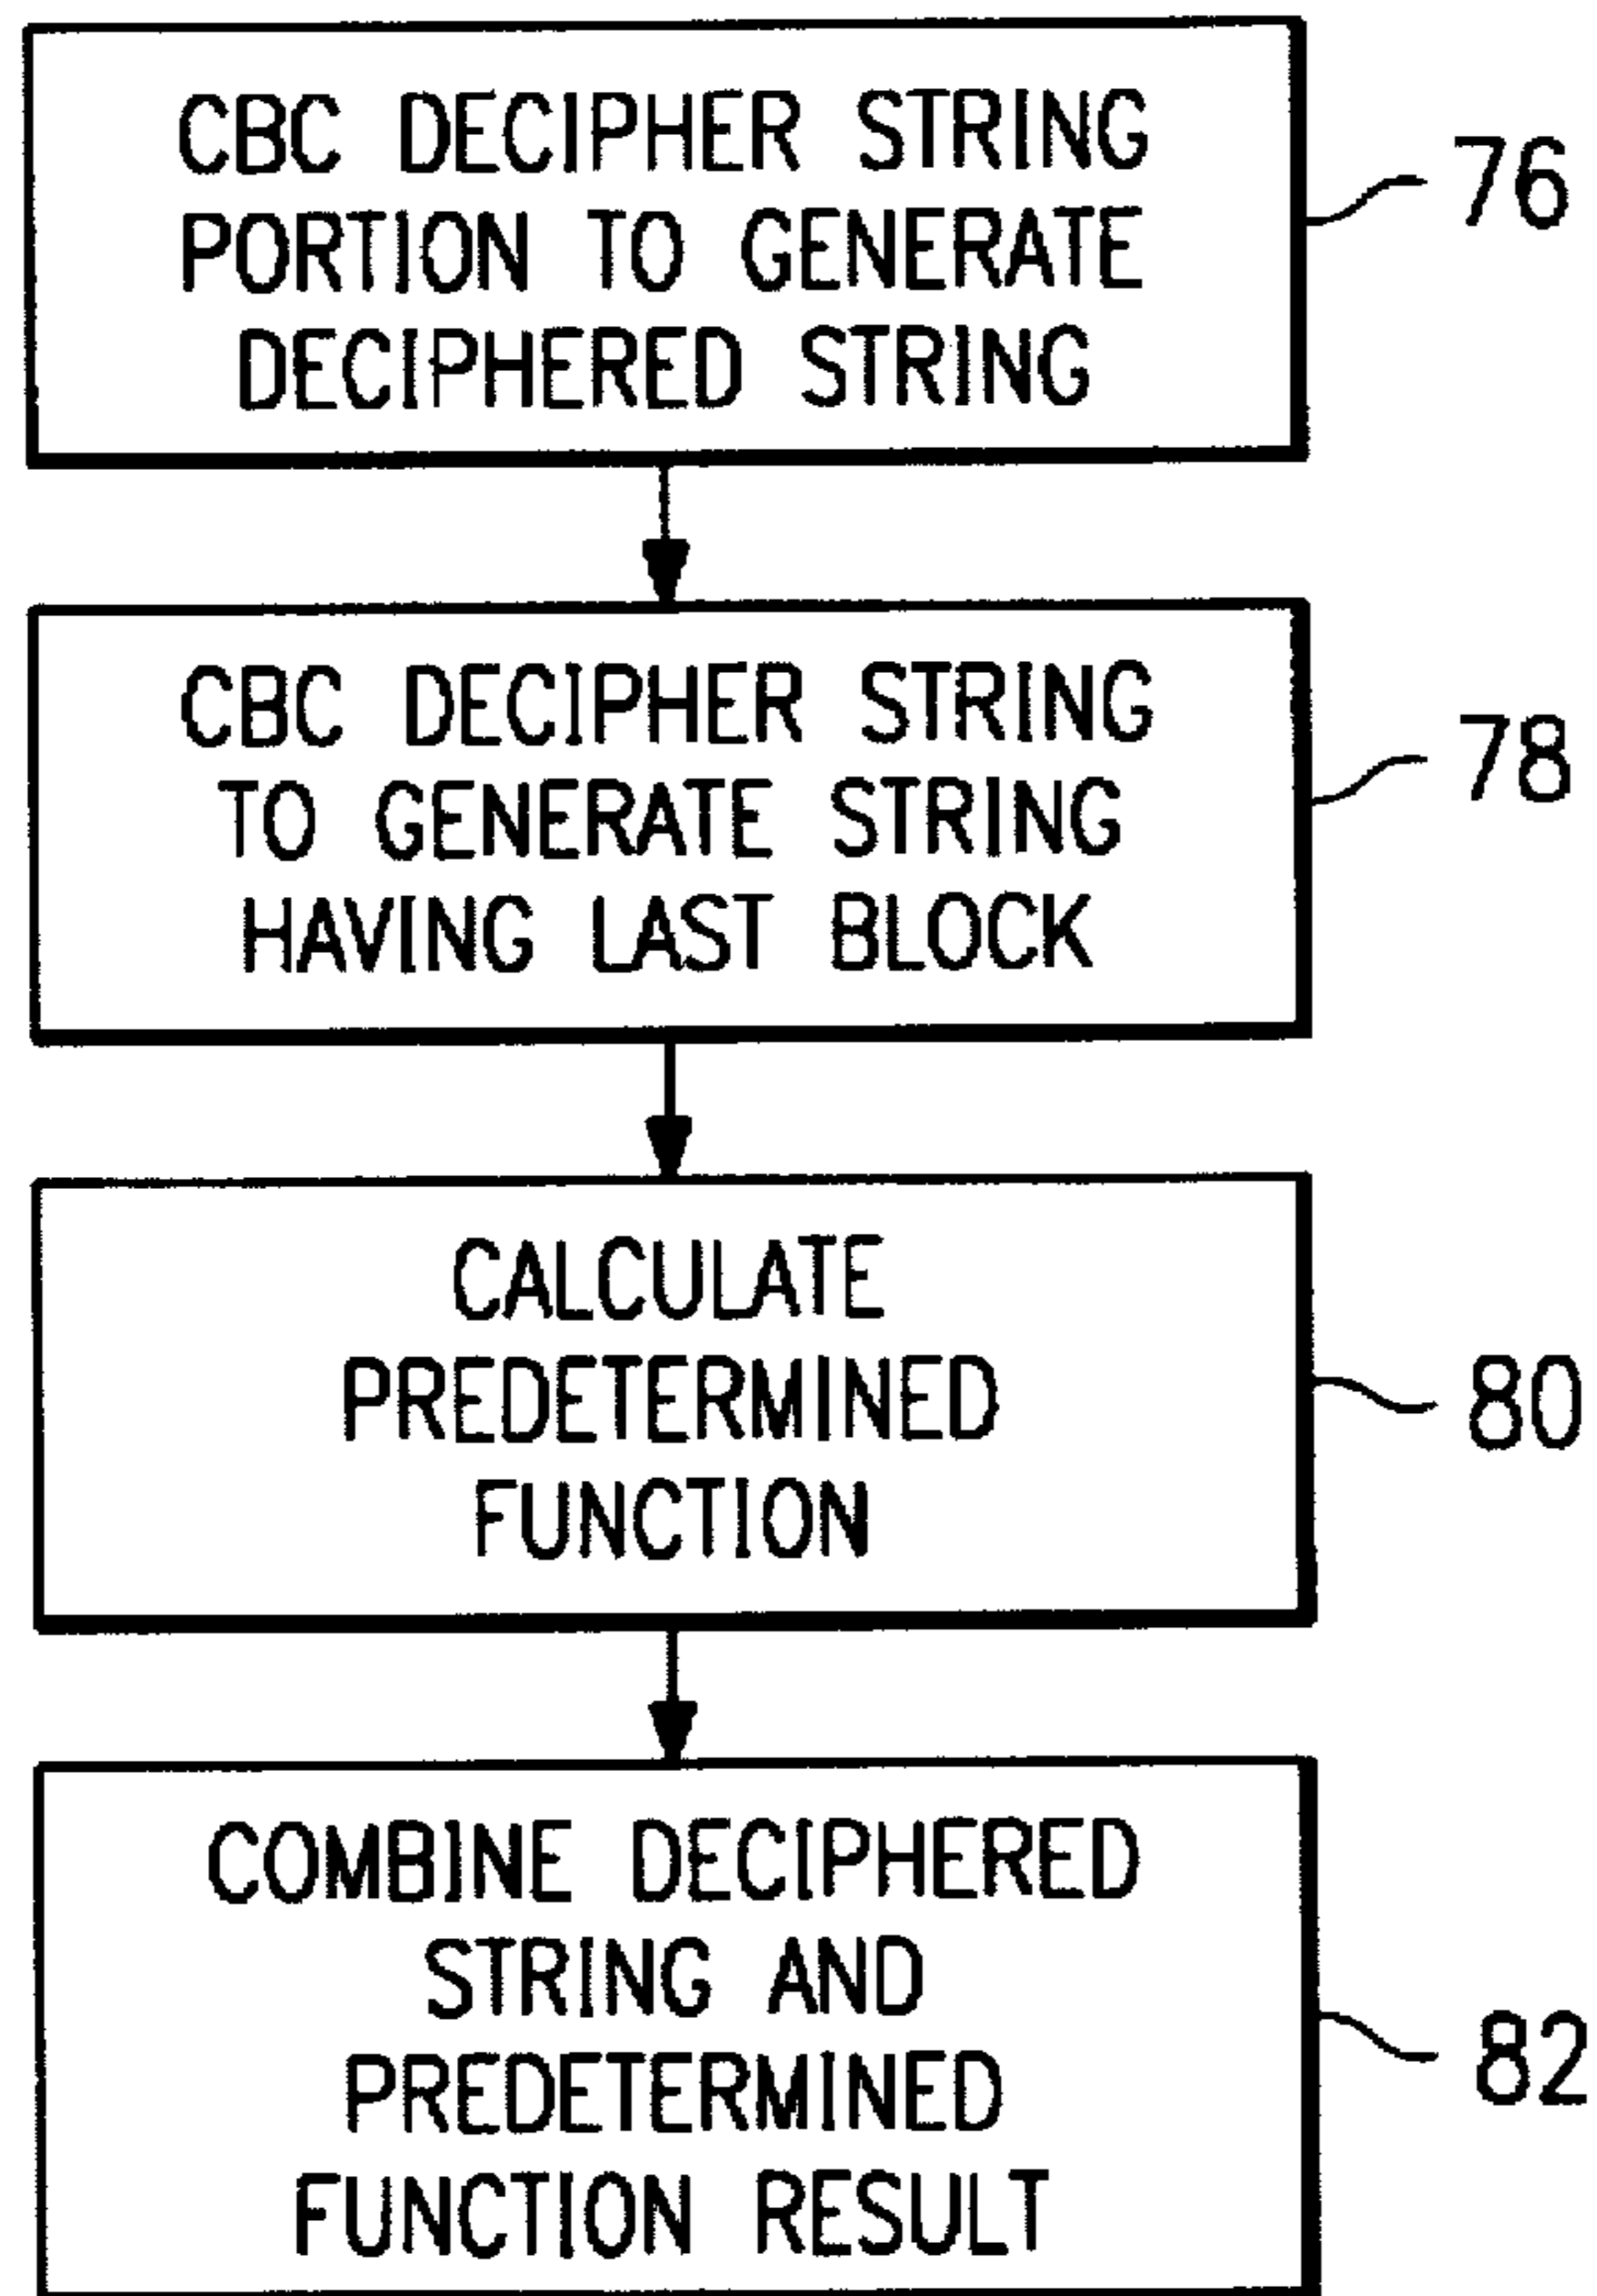 CBC DECIPHER STRING
PORTION TO GENERATE
DECIPHERED STRING
76
CBC DECIPHER STRING
TO GENERATE STRING
HAVING LAST BLOCK
78
CALCULATE
PREDETERMINED
FUNCTION
80
COMBINE DECIPHERED
STRING AND
PREDETERMINED
FUNCTION RESULT
82